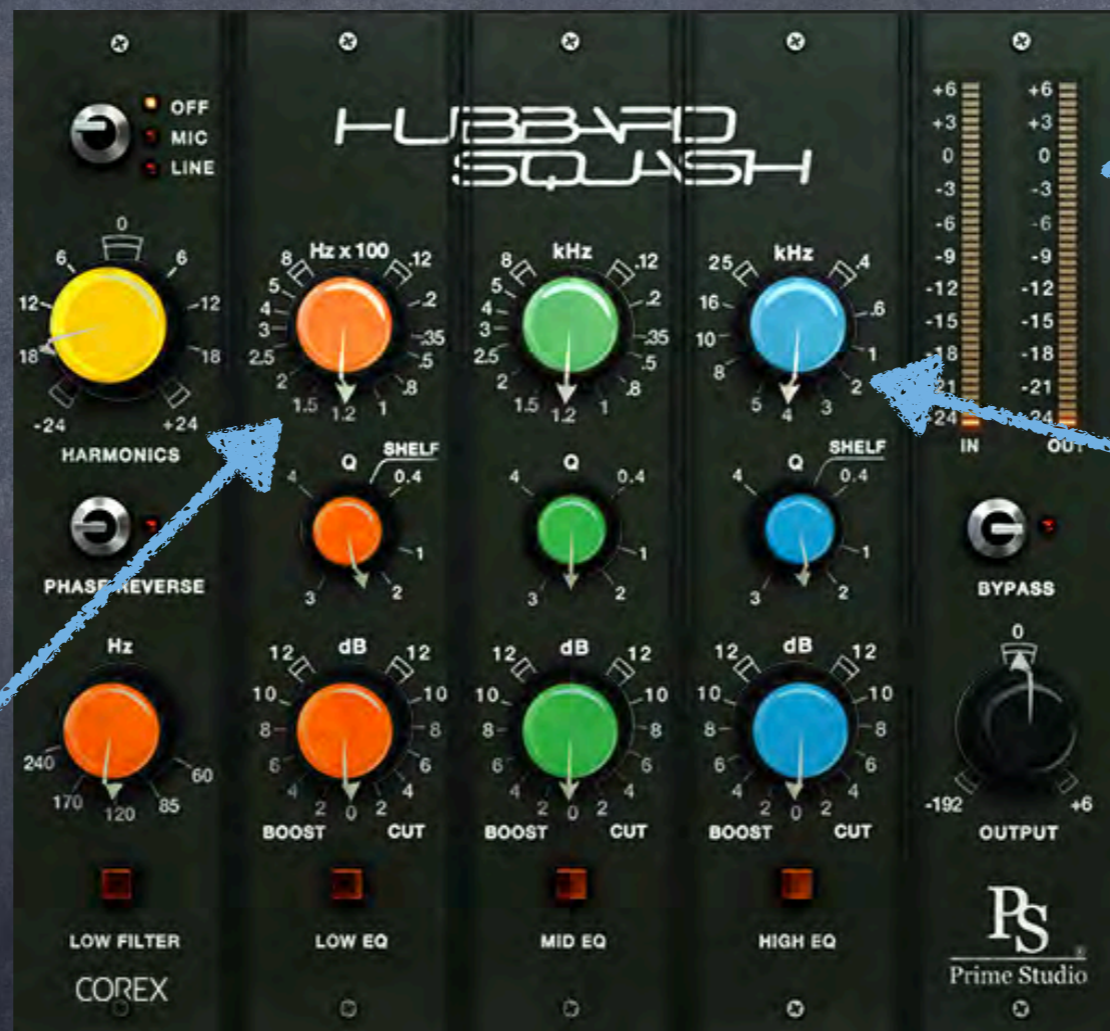 OFF
MIC
LINE
HUBBARD
SQUASH
+6 +6
+3 +3
0 0
-3 -3
-6 -6
-9 -9
-12 -12
-15 -15
-18 -18
-21 -21
-24 -24
IN OUT
0
6 6
12 -12
18 -18
-24 +24
HARMONICS
Hz x 100
8 .12
5 .2
4 .35
3 .5
2.5 .8
2 1
1.5 1.2
kHz
8 .12
5 .2
4 .35
3 .5
2.5 .8
2 1
1.5 1.2
kHz
25 .4
16 .6
10 1
8 2
5 4 3
Q SHELF
4 0.4
1
3 2
Q
4 0.4
1
3 2
Q SHELF
4 0.4
1
3 2
PHASE REVERSE
BYPASS
Hz
240 60
170 120 85
dB
12 12
10 10
8 8
6 6
4 4
2 0 2
BOOST CUT
dB
12 12
10 10
8 8
6 6
4 4
2 0 2
BOOST CUT
dB
12 12
10 10
8 8
6 6
4 4
2 0 2
BOOST CUT
0
-192 +6
OUTPUT
LOW FILTER
LOW EQ
MID EQ
HIGH EQ
COREX
PS
®
Prime Studio